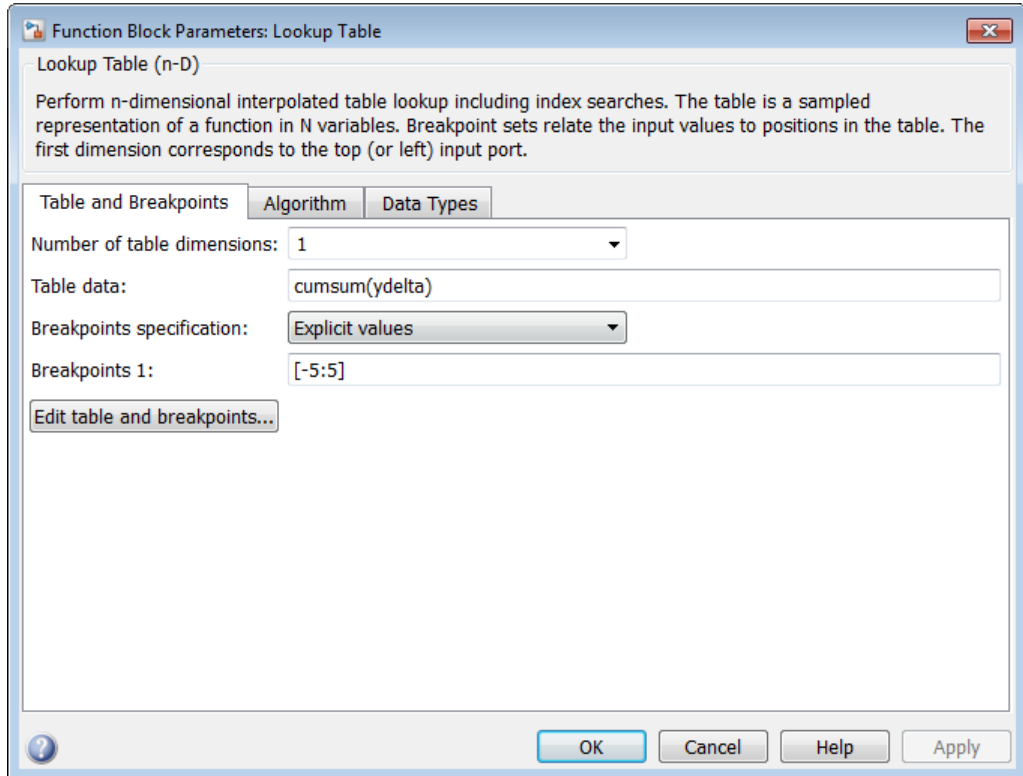 Function Block Parameters: Lookup Table
Lookup Table (n-D)
Perform n-dimensional interpolated table lookup including index searches. The table is a sampled
representation of a function in N variables. Breakpoint sets relate the input values to positions in the table. The
first dimension corresponds to the top (or left) input port.
Table and Breakpoints Algorithm Data Types
Number of table dimensions: 1
Table data: cumsum(ydelta)
Breakpoints specification: Explicit values
Breakpoints 1: [-5:5]
Edit table and breakpoints...
? OK Cancel Help Apply